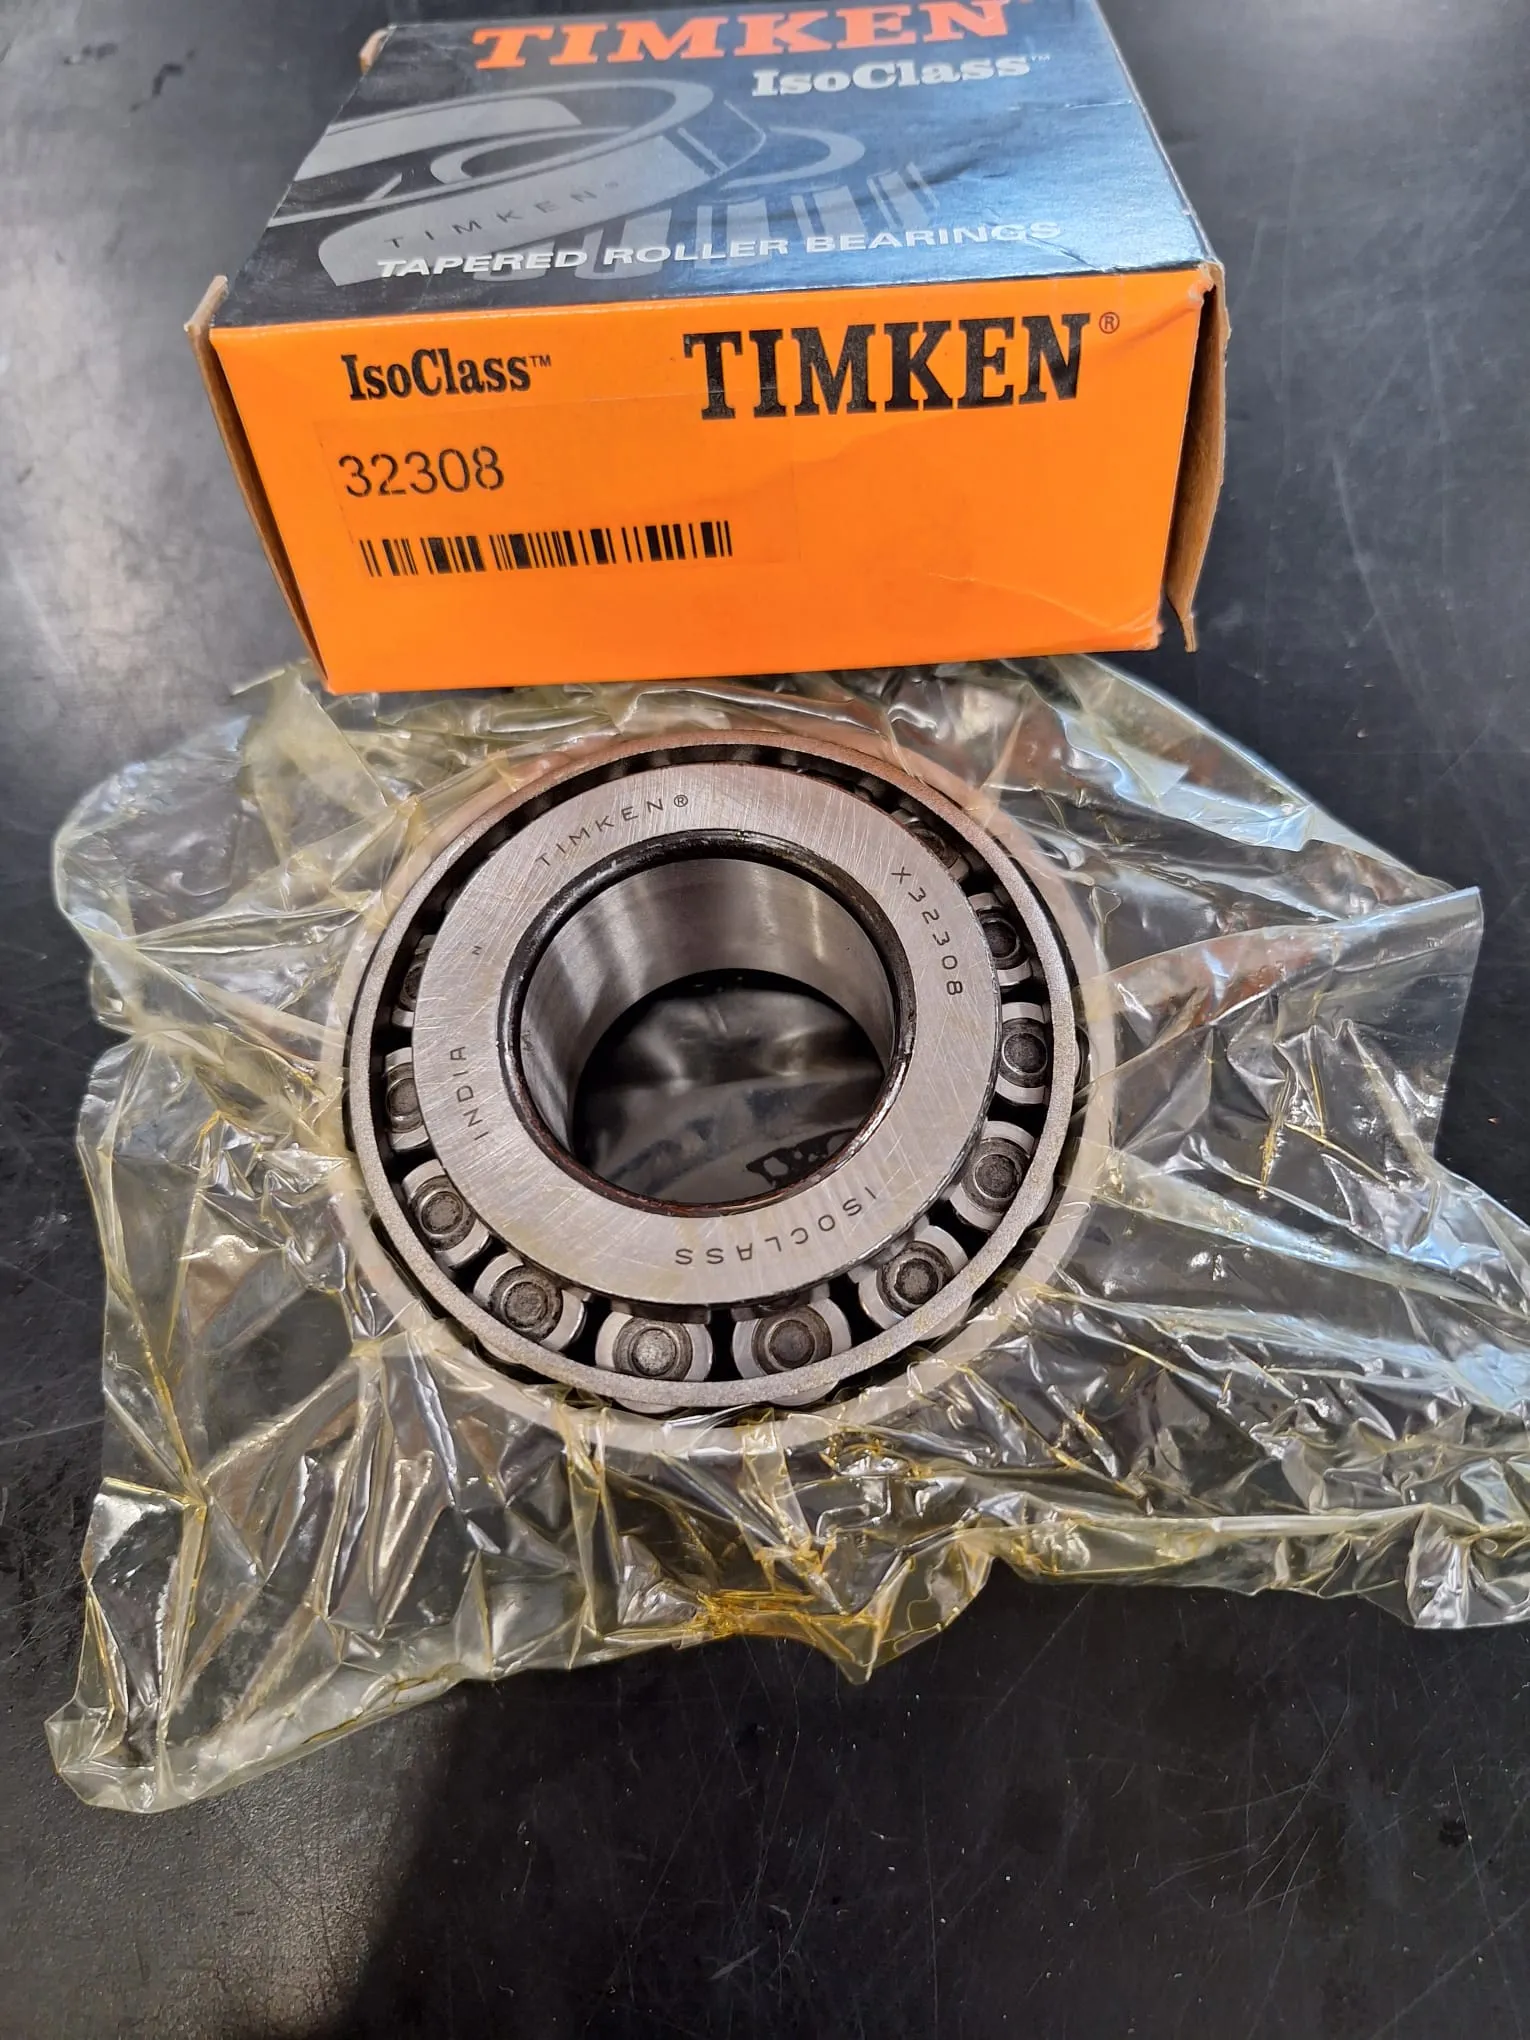 TIMKEN
IsoClass™
TIMKEN®
TAPERED ROLLER BEARINGS
IsoClass™
TIMKEN®
32308
TIMKEN®
X32308
N
INDIA
ISOCLASS